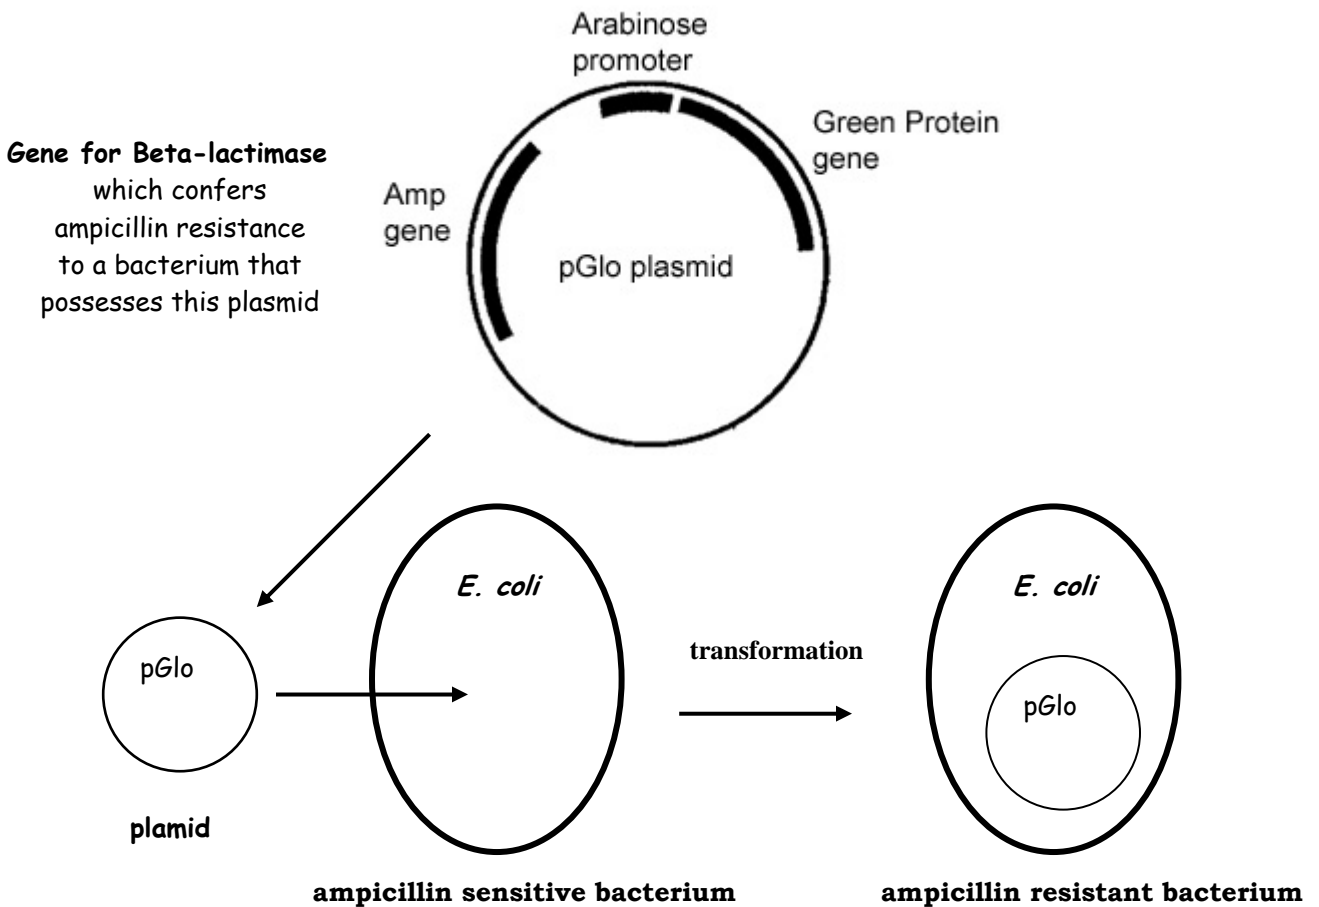 Arabinose
promoter
Green Protein
gene
Gene for Beta-lactimase
which confers
ampicillin resistance
to a bacterium that
possesses this plasmid
Amp
gene
pGlo plasmid
E. coli
E. coli
transformation
pGlo
pGlo
plamid
ampicillin sensitive bacterium
ampicillin resistant bacterium